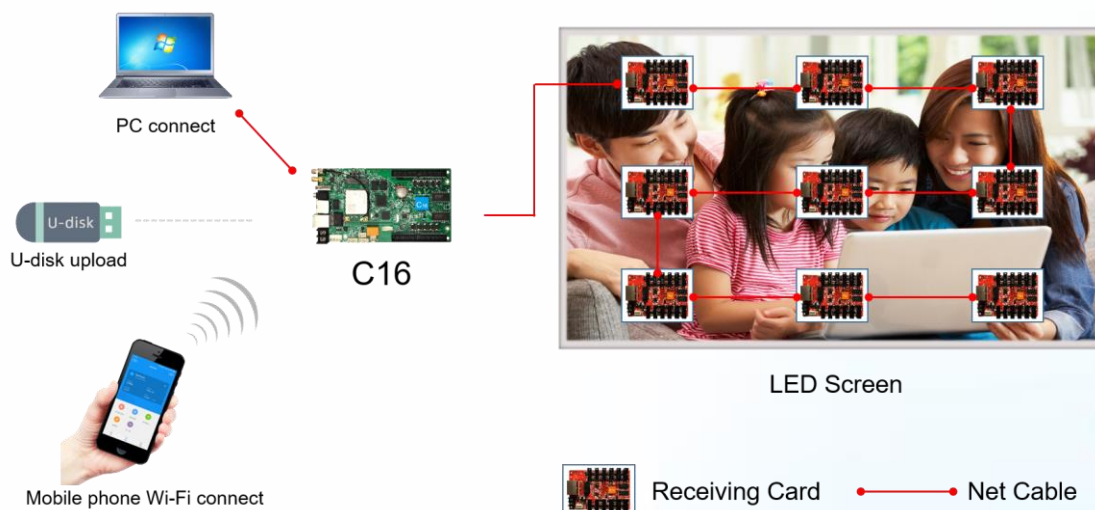 PC connect
U-disk
U-disk upload
C16
Mobile phone Wi-Fi connect
LED Screen
Receiving Card
Net Cable